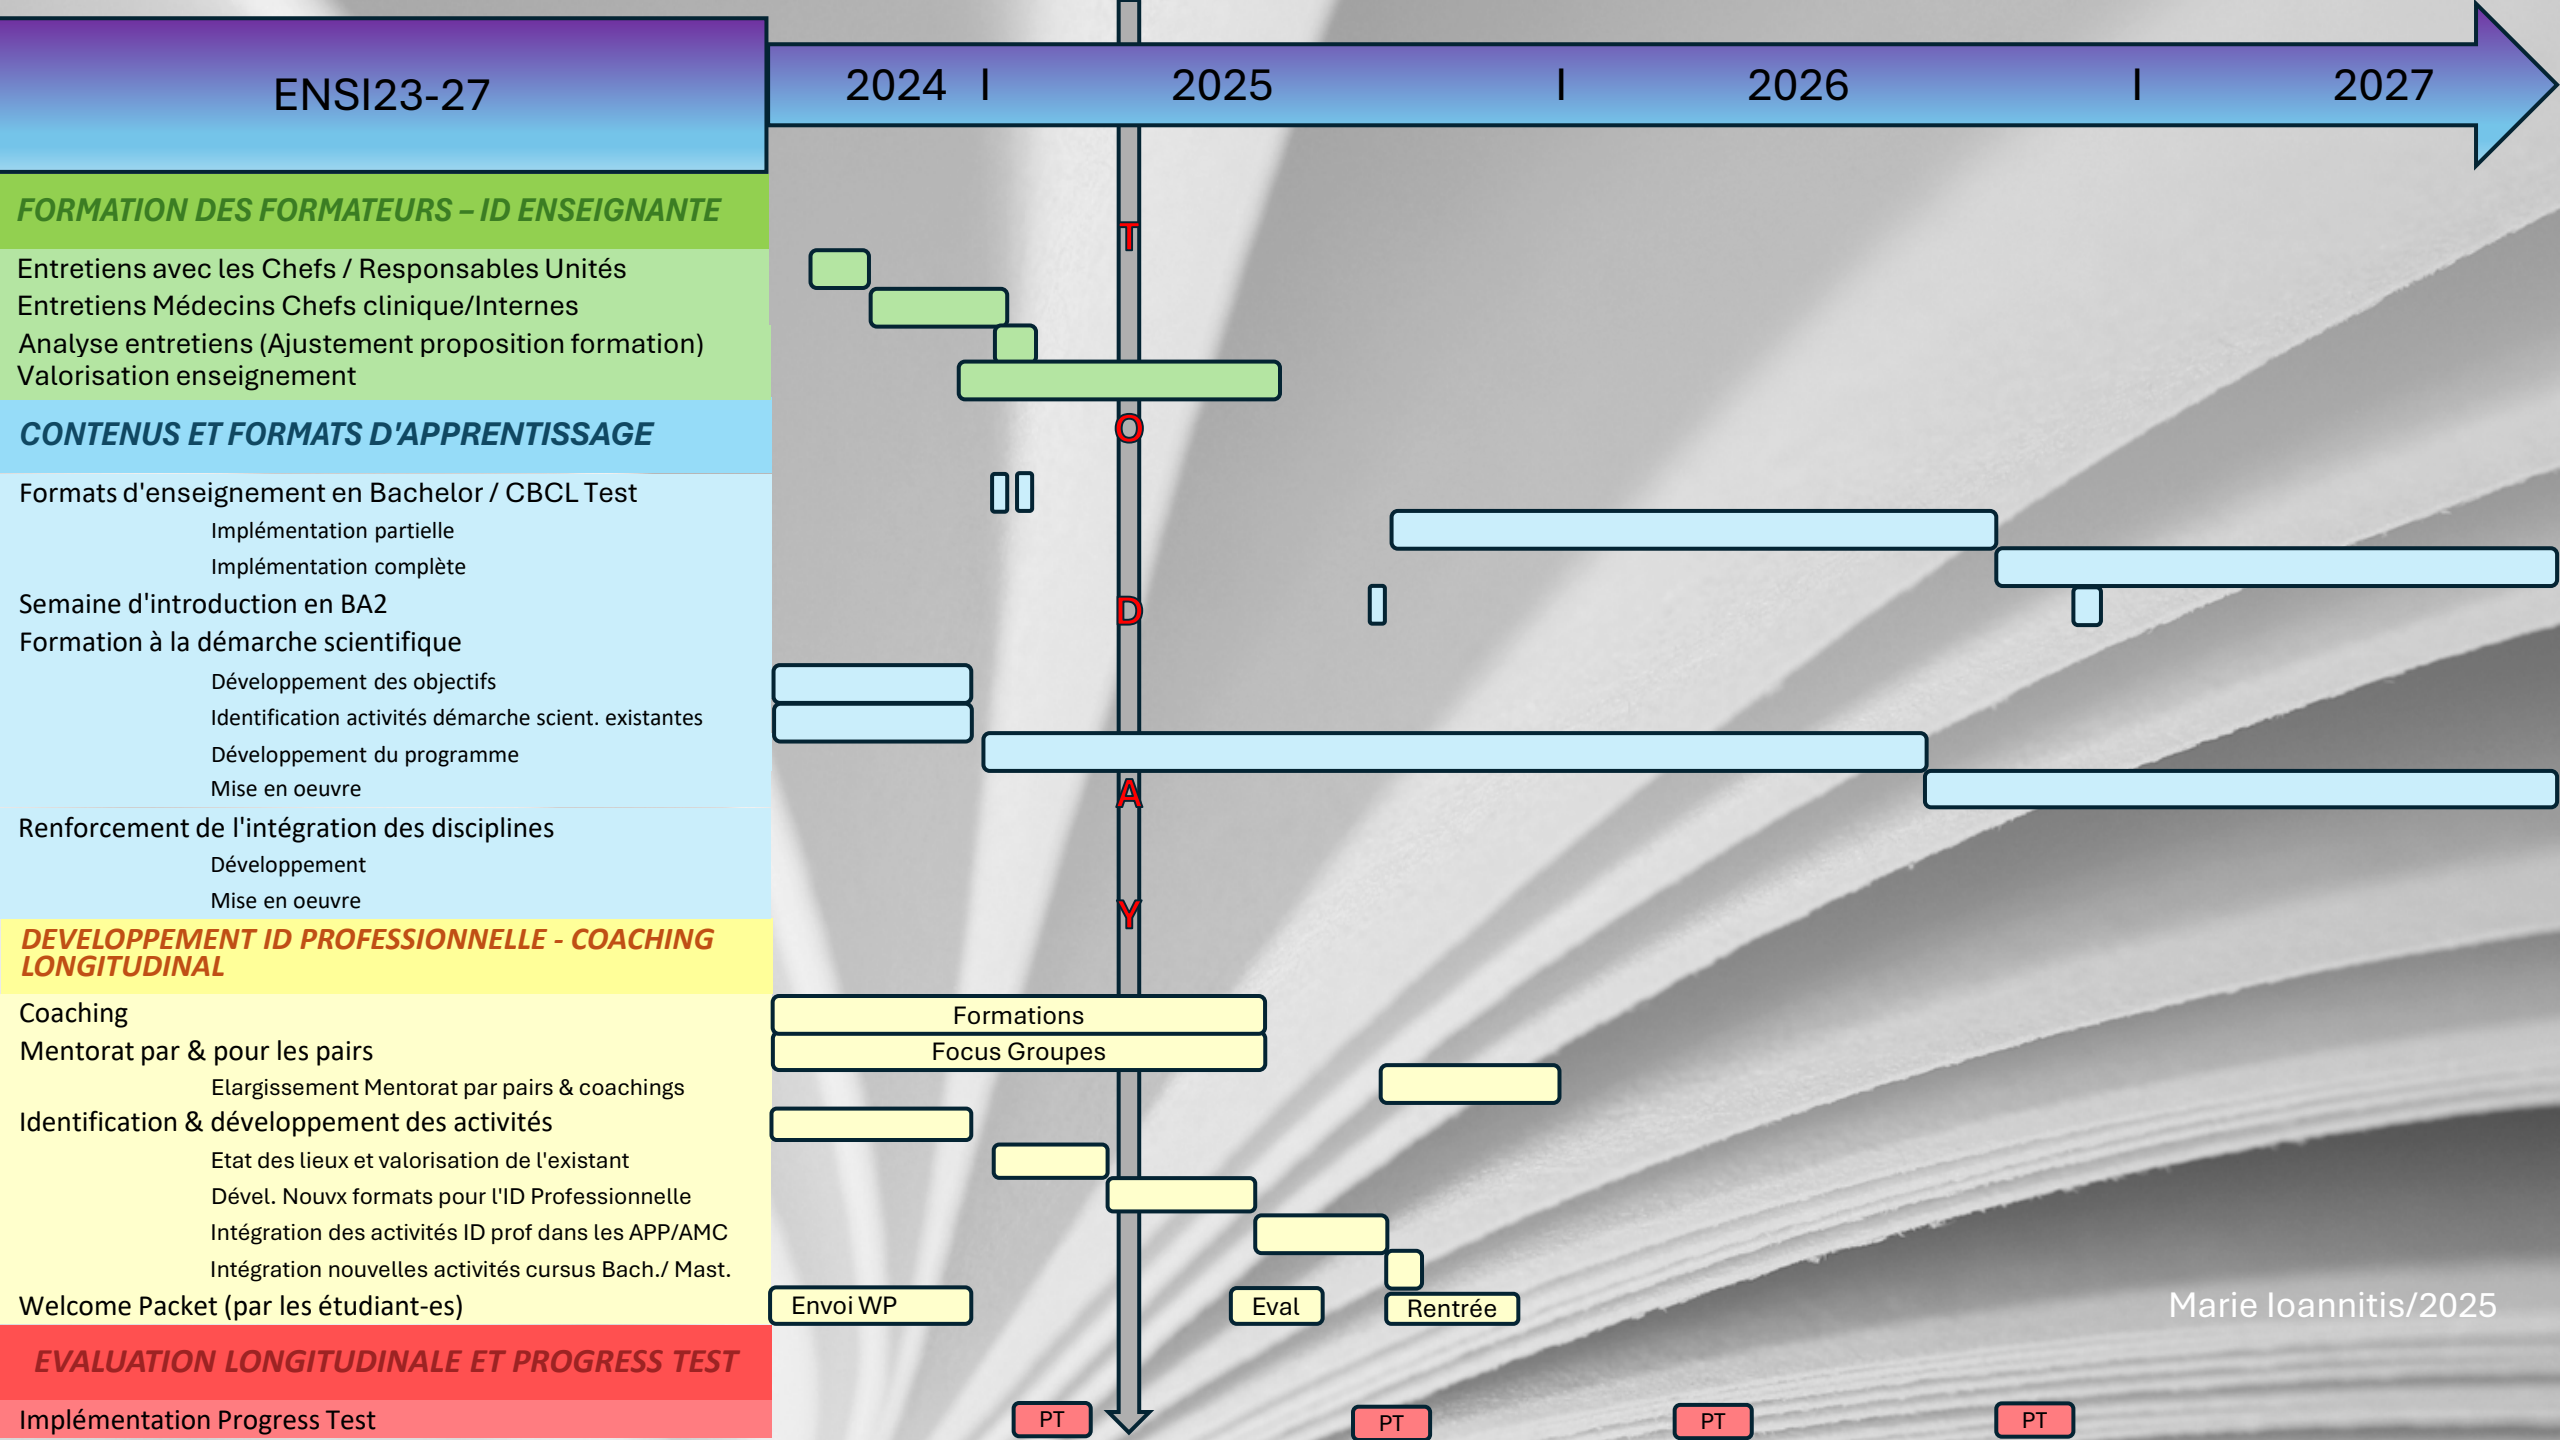 ENSI23-27
2024 I 2025 I 2026 I 2027
FORMATION DES FORMATEURS – ID ENSEIGNANTE
Entretiens avec les Chefs / Responsables Unités
Entretiens Médecins Chefs clinique/Internes
Analyse entretiens (Ajustement proposition formation)
Valorisation enseignement
CONTENUS ET FORMATS D'APPRENTISSAGE
Formats d'enseignement en Bachelor / CBCL Test
Implémentation partielle
Implémentation complète
Semaine d'introduction en BA2
Formation à la démarche scientifique
Développement des objectifs
Identification activités démarche scient. existantes
Développement du programme
Mise en oeuvre
Renforcement de l'intégration des disciplines
Développement
Mise en oeuvre
T
O
D
A
Y
DEVELOPPEMENT ID PROFESSIONNELLE - COACHING
LONGITUDINAL
Coaching
Formations
Mentorat par & pour les pairs
Focus Groupes
Elargissement Mentorat par pairs & coachings
Identification & développement des activités
Etat des lieux et valorisation de l'existant
Dével. Nouvx formats pour l'ID Professionnelle
Intégration des activités ID prof dans les APP/AMC
Intégration nouvelles activités cursus Bach./ Mast.
Welcome Packet (par les étudiant-es)
Envoi WP
Eval
Rentrée
Marie Ioannitis/2025
EVALUATION LONGITUDINALE ET PROGRESS TEST
Implémentation Progress Test
PT
PT
PT
PT